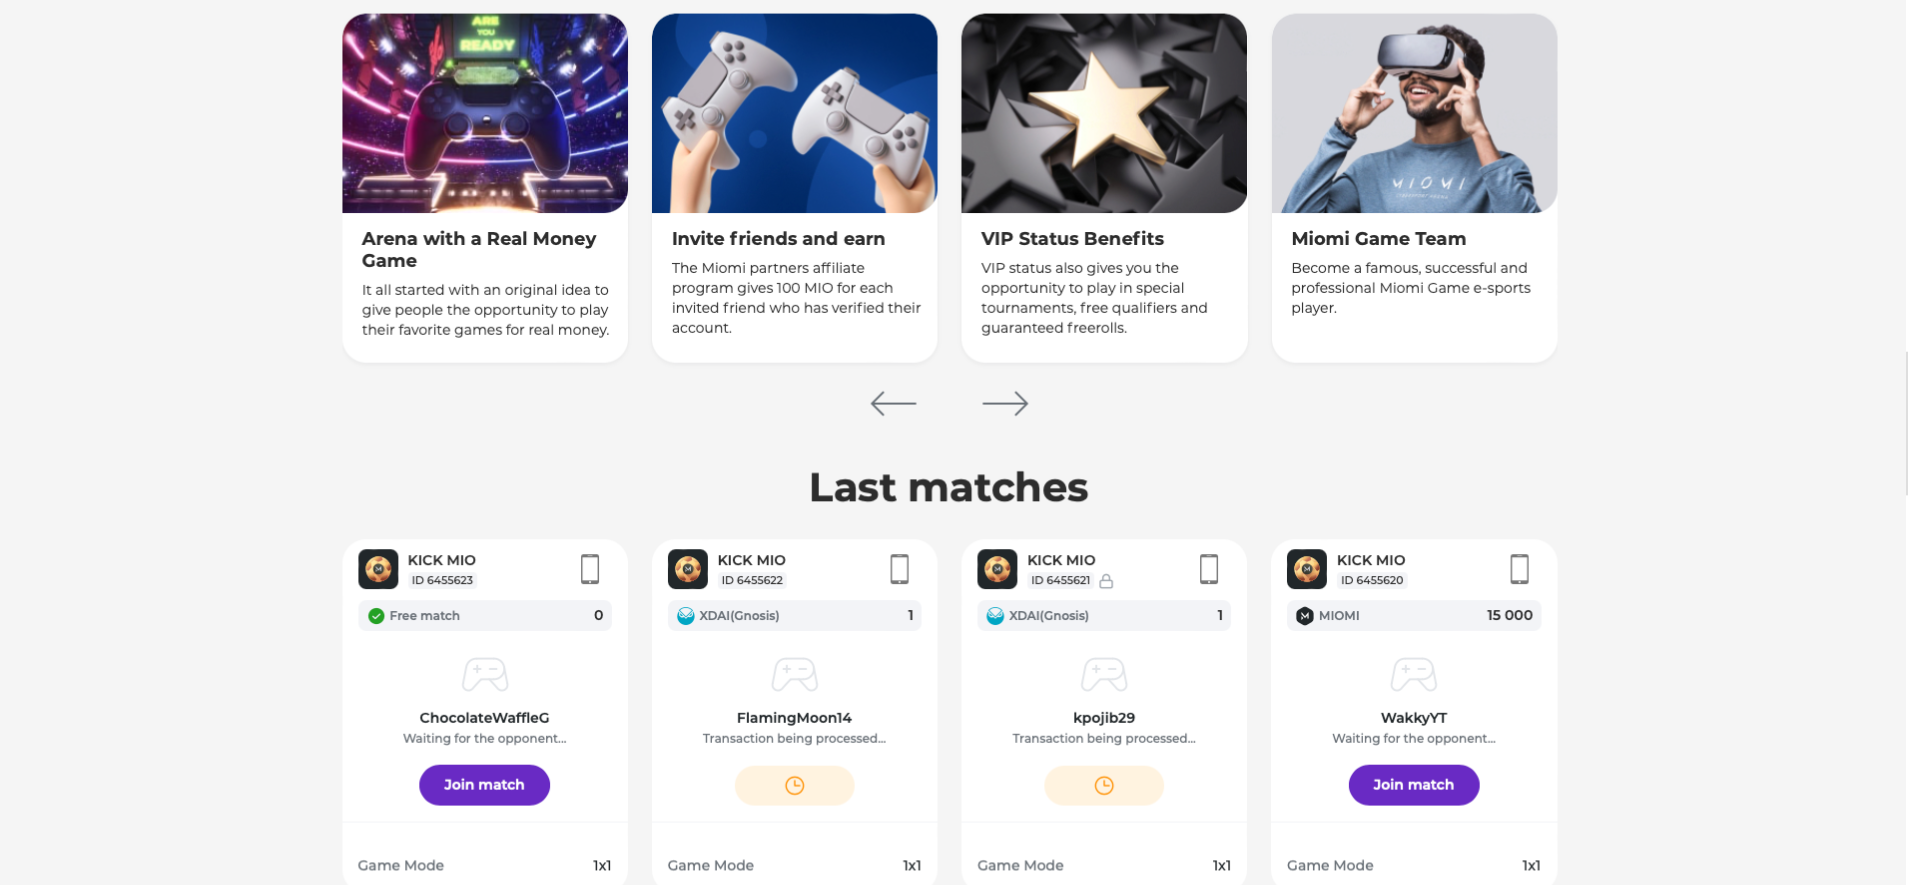 ARE
YOU
READY
MIOMI
Arena with a Real Money
Game
It all started with an original idea to
give people the opportunity to play
their favorite games for real money.
Invite friends and earn
The Miomi partners affiliate
program gives 100 MIO for each
invited friend who has verified their
account.
VIP Status Benefits
VIP status also gives you the
opportunity to play in special
tournaments, free qualifiers and
guaranteed freerolls.
Miomi Game Team
Become a famous, successful and
professional Miomi Game e-sports
player.
Last matches
KICK MIO
ID 6455623
Free match 0
ChocolateWaffleG
Waiting for the opponent...
Join match
Game Mode 1x1
KICK MIO
ID 6455622
XDAI(Gnosis) 1
FlamingMoon14
Transaction being processed...
Game Mode 1x1
KICK MIO
ID 6455621
XDAI(Gnosis) 1
kpojib29
Transaction being processed...
Game Mode 1x1
KICK MIO
ID 6455620
MIOMI 15 000
WakkyYT
Waiting for the opponent...
Join match
Game Mode 1x1